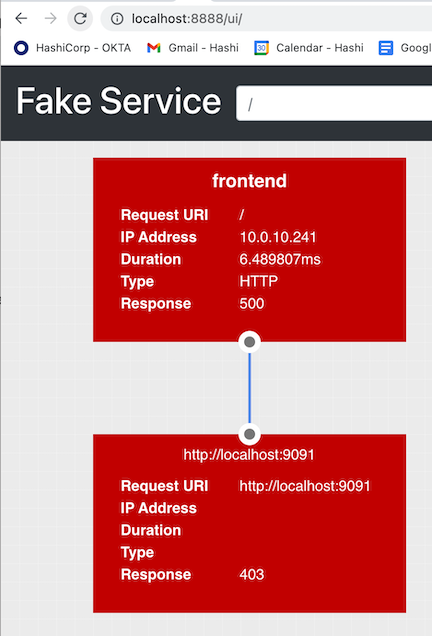 localhost:8888/ui/
HashiCorp - OKTA Gmail - Hashi Calendar - Hashi Googl
Fake Service /
frontend
Request URI /
IP Address 10.0.10.241
Duration 6.489807ms
Type HTTP
Response 500
http://localhost:9091
Request URI http://localhost:9091
IP Address
Duration
Type
Response 403